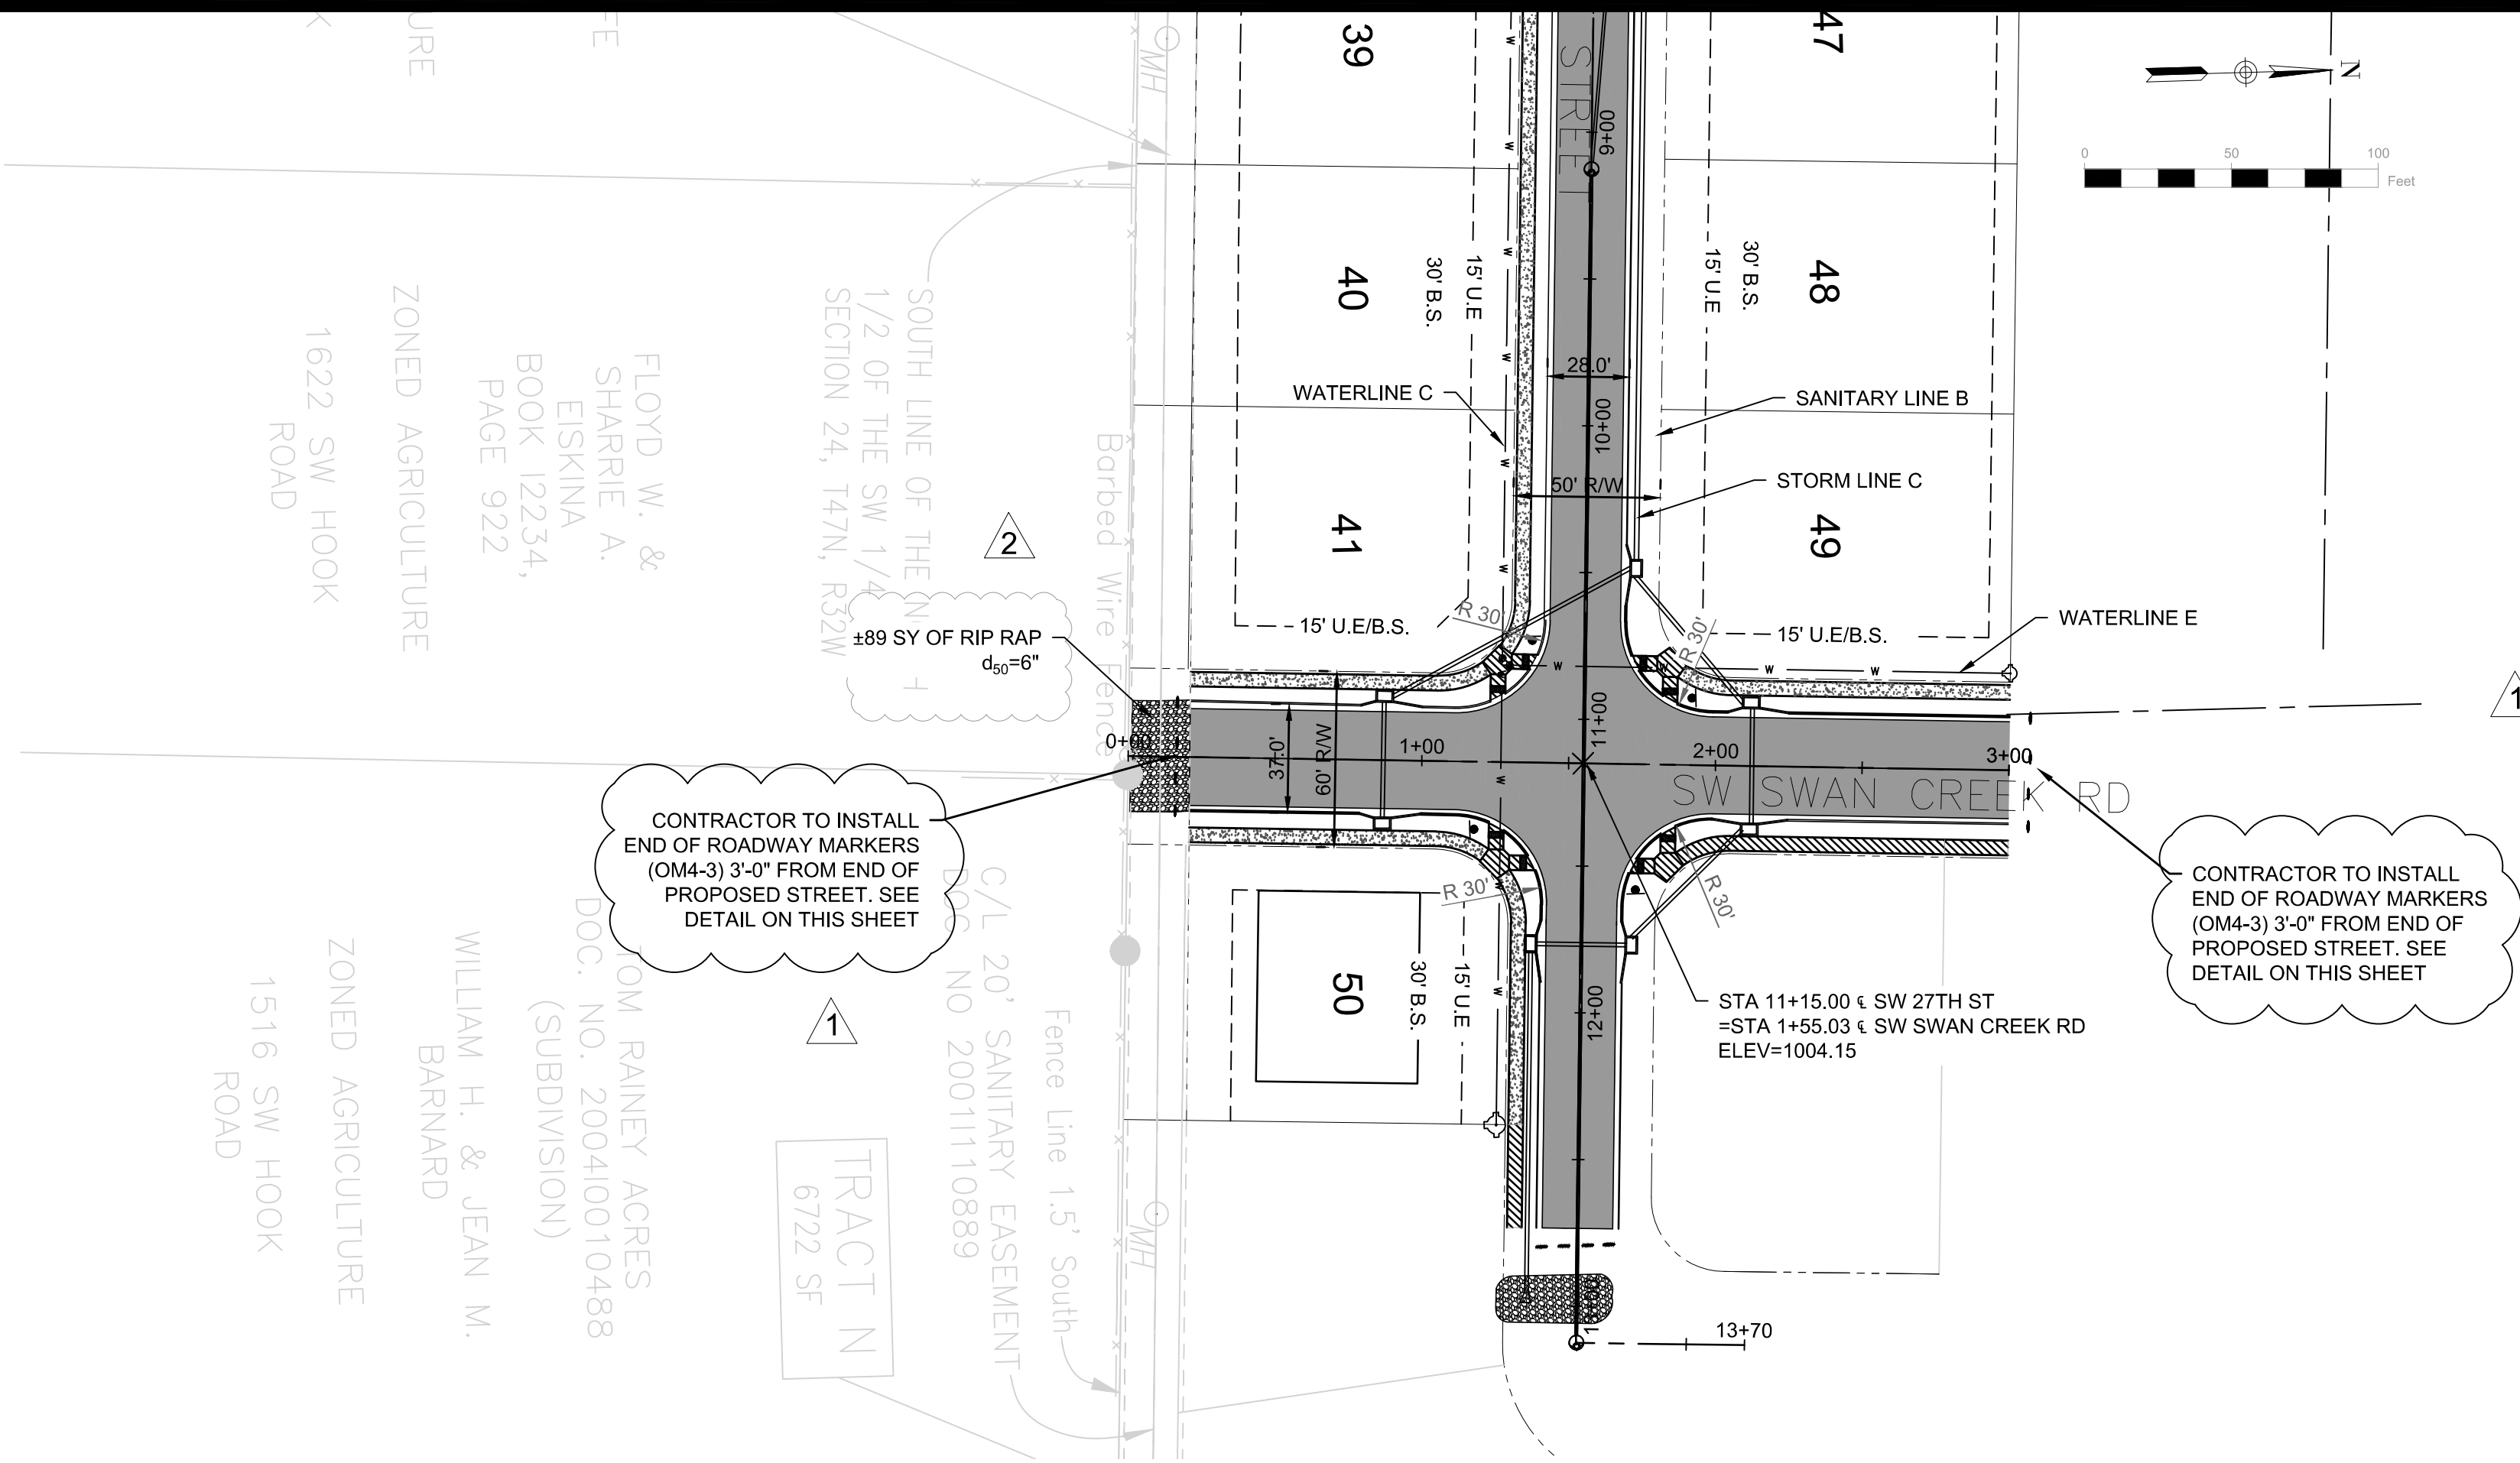 39
47
STREET
9+00
N
0 50 100
Feet
MH
40
30' B.S.
15' U.E
15' U.E
30' B.S.
48
28.0'
WATERLINE C
SANITARY LINE B
10+00
50' R/W
STORM LINE C
41
49
SOUTH LINE OF THE N
1/2 OF THE SW 1/4
SECTION 24, T47N, R32W
FLOYD W. &
SHARRIE A.
EISKINA
BOOK I2234,
PAGE 922
ZONED AGRICULTURE
1622 SW HOOK
ROAD
Barbed Wire Fence
2
±89 SY OF RIP RAP
d50=6"
R 30'
15' U.E/B.S.
R 30'
15' U.E/B.S.
WATERLINE E
W
11+00
0+00
37.0'
60' R/W
1+00
2+00
3+00
SW SWAN CREEK RD
1
CONTRACTOR TO INSTALL
END OF ROADWAY MARKERS
(OM4-3) 3'-0" FROM END OF
PROPOSED STREET. SEE
DETAIL ON THIS SHEET
1
CONTRACTOR TO INSTALL
END OF ROADWAY MARKERS
(OM4-3) 3'-0" FROM END OF
PROPOSED STREET. SEE
DETAIL ON THIS SHEET
R 30'
R 30'
50
30' B.S.
15' U.E
12+00
STA 11+15.00 ℄ SW 27TH ST
=STA 1+55.03 ℄ SW SWAN CREEK RD
ELEV=1004.15
TOM RAINEY ACRES
DOC. NO. 2004I0010488
(SUBDIVISION)
WILLIAM H. & JEAN M.
BARNARD
ZONED AGRICULTURE
1516 SW HOOK
ROAD
C/L 20' SANITARY EASEMENT
DOC NO 2001I110889
Fence Line 1.5' South
TRACT N
6722 SF
MH
13+70